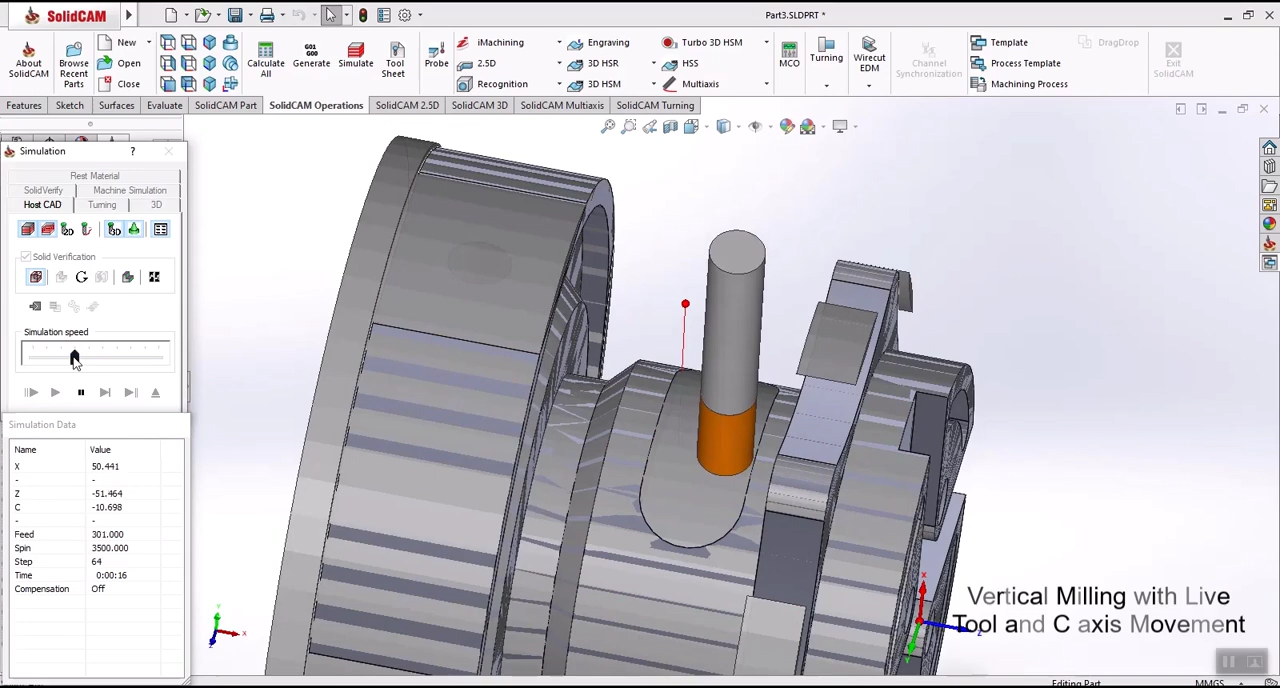 SolidCAM
Part3.SLDPRT *
About SolidCAM
Browse Recent Parts
New
Open
Close
Calculate All
G01 G00
Generate
Simulate
Tool Sheet
Probe
iMachining
2.5D
Recognition
Engraving
3D HSR
3D HSM
Turbo 3D HSM
HSS
Multiaxis
MCO
Turning
Wirecut EDM
Channel Synchronization
Template
Process Template
Machining Process
DragDrop
Exit SolidCAM
Features Sketch Surfaces Evaluate SolidCAM Part SolidCAM Operations SolidCAM 2.5D SolidCAM 3D SolidCAM Multiaxis SolidCAM Turning
Simulation ?
Rest Material
SolidVerify Machine Simulation
Host CAD Turning 3D
2D 3D
Solid Verification
Simulation speed
Simulation Data
Name Value
X 50.441
- -
Z -51.464
C -10.698
- -
Feed 301.000
Spin 3500.000
Step 64
Time 0:00:16
Compensation Off
Vertical Milling with Live
Tool and C axis Movement
X
Y
Z
Y
X
Z
Editing Part MMGS